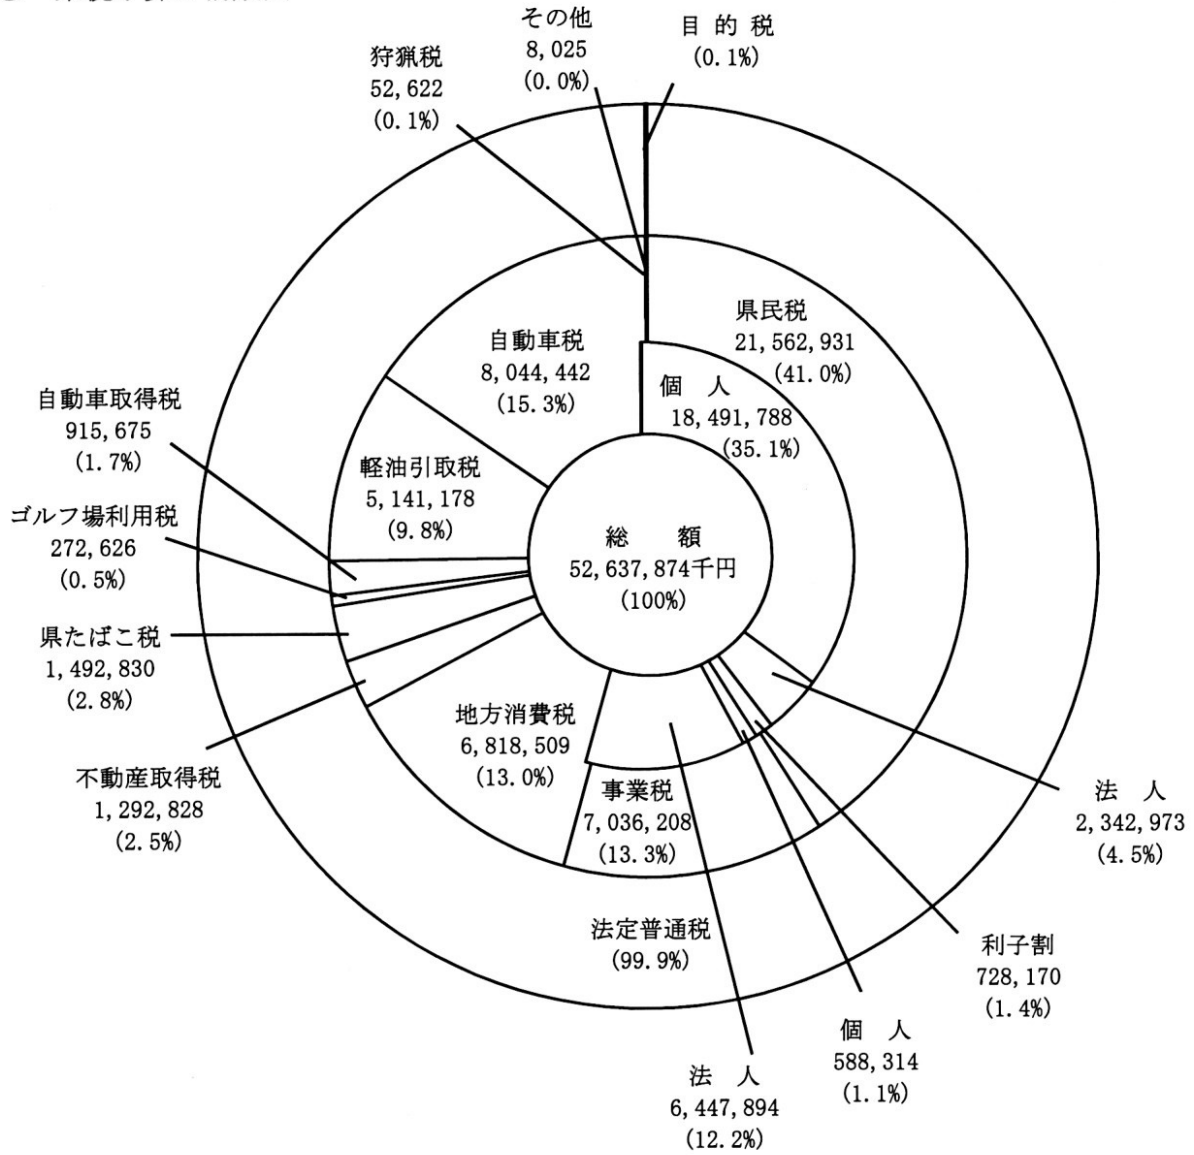 その他
8,025
(0.0%)
目的税
(0.1%)
狩猟税
52,622
(0.1%)
県民税
21,562,931
(41.0%)
個 人
18,491,788
(35.1%)
自動車税
8,044,442
(15.3%)
自動車取得税
915,675
(1.7%)
軽油引取税
5,141,178
(9.8%)
ゴルフ場利用税
272,626
(0.5%)
総 額
52,637,874千円
(100%)
県たばこ税
1,492,830
(2.8%)
不動産取得税
1,292,828
(2.5%)
地方消費税
6,818,509
(13.0%)
事業税
7,036,208
(13.3%)
法 人
2,342,973
(4.5%)
法定普通税
(99.9%)
利子割
728,170
(1.4%)
個 人
588,314
(1.1%)
法 人
6,447,894
(12.2%)